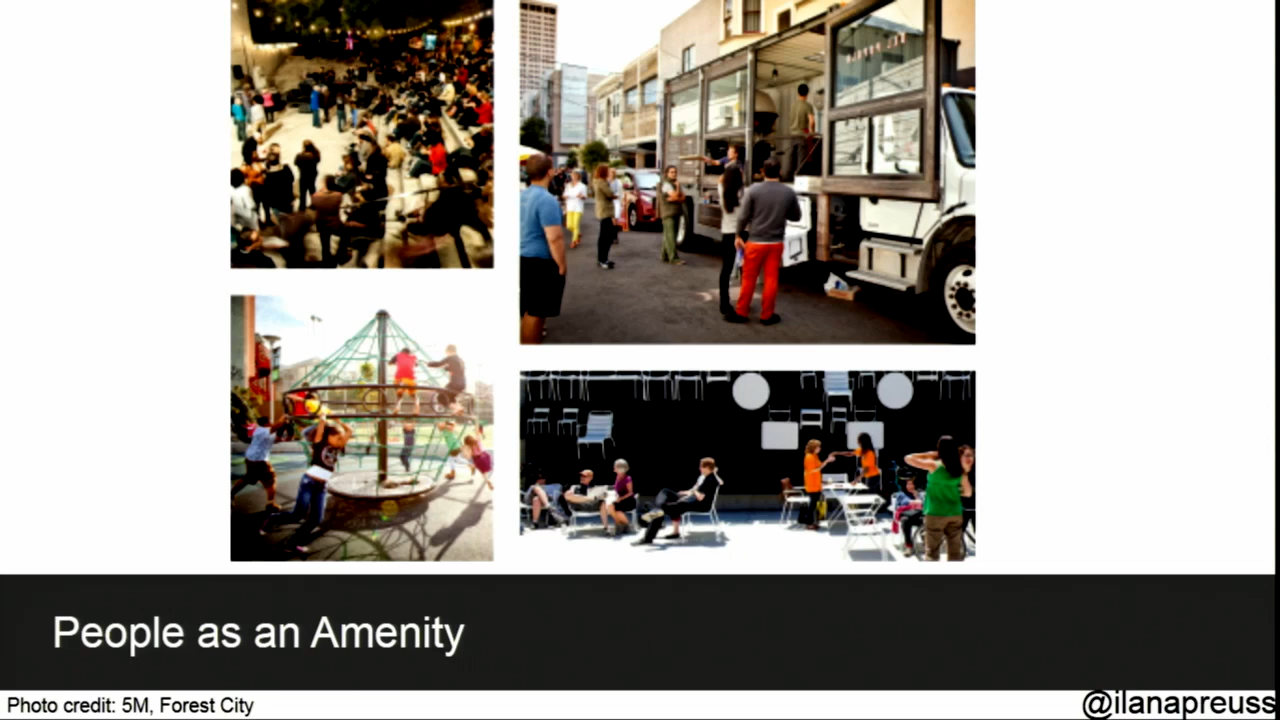 People as an Amenity
Photo credit: 5M, Forest City
@ilanapreuss